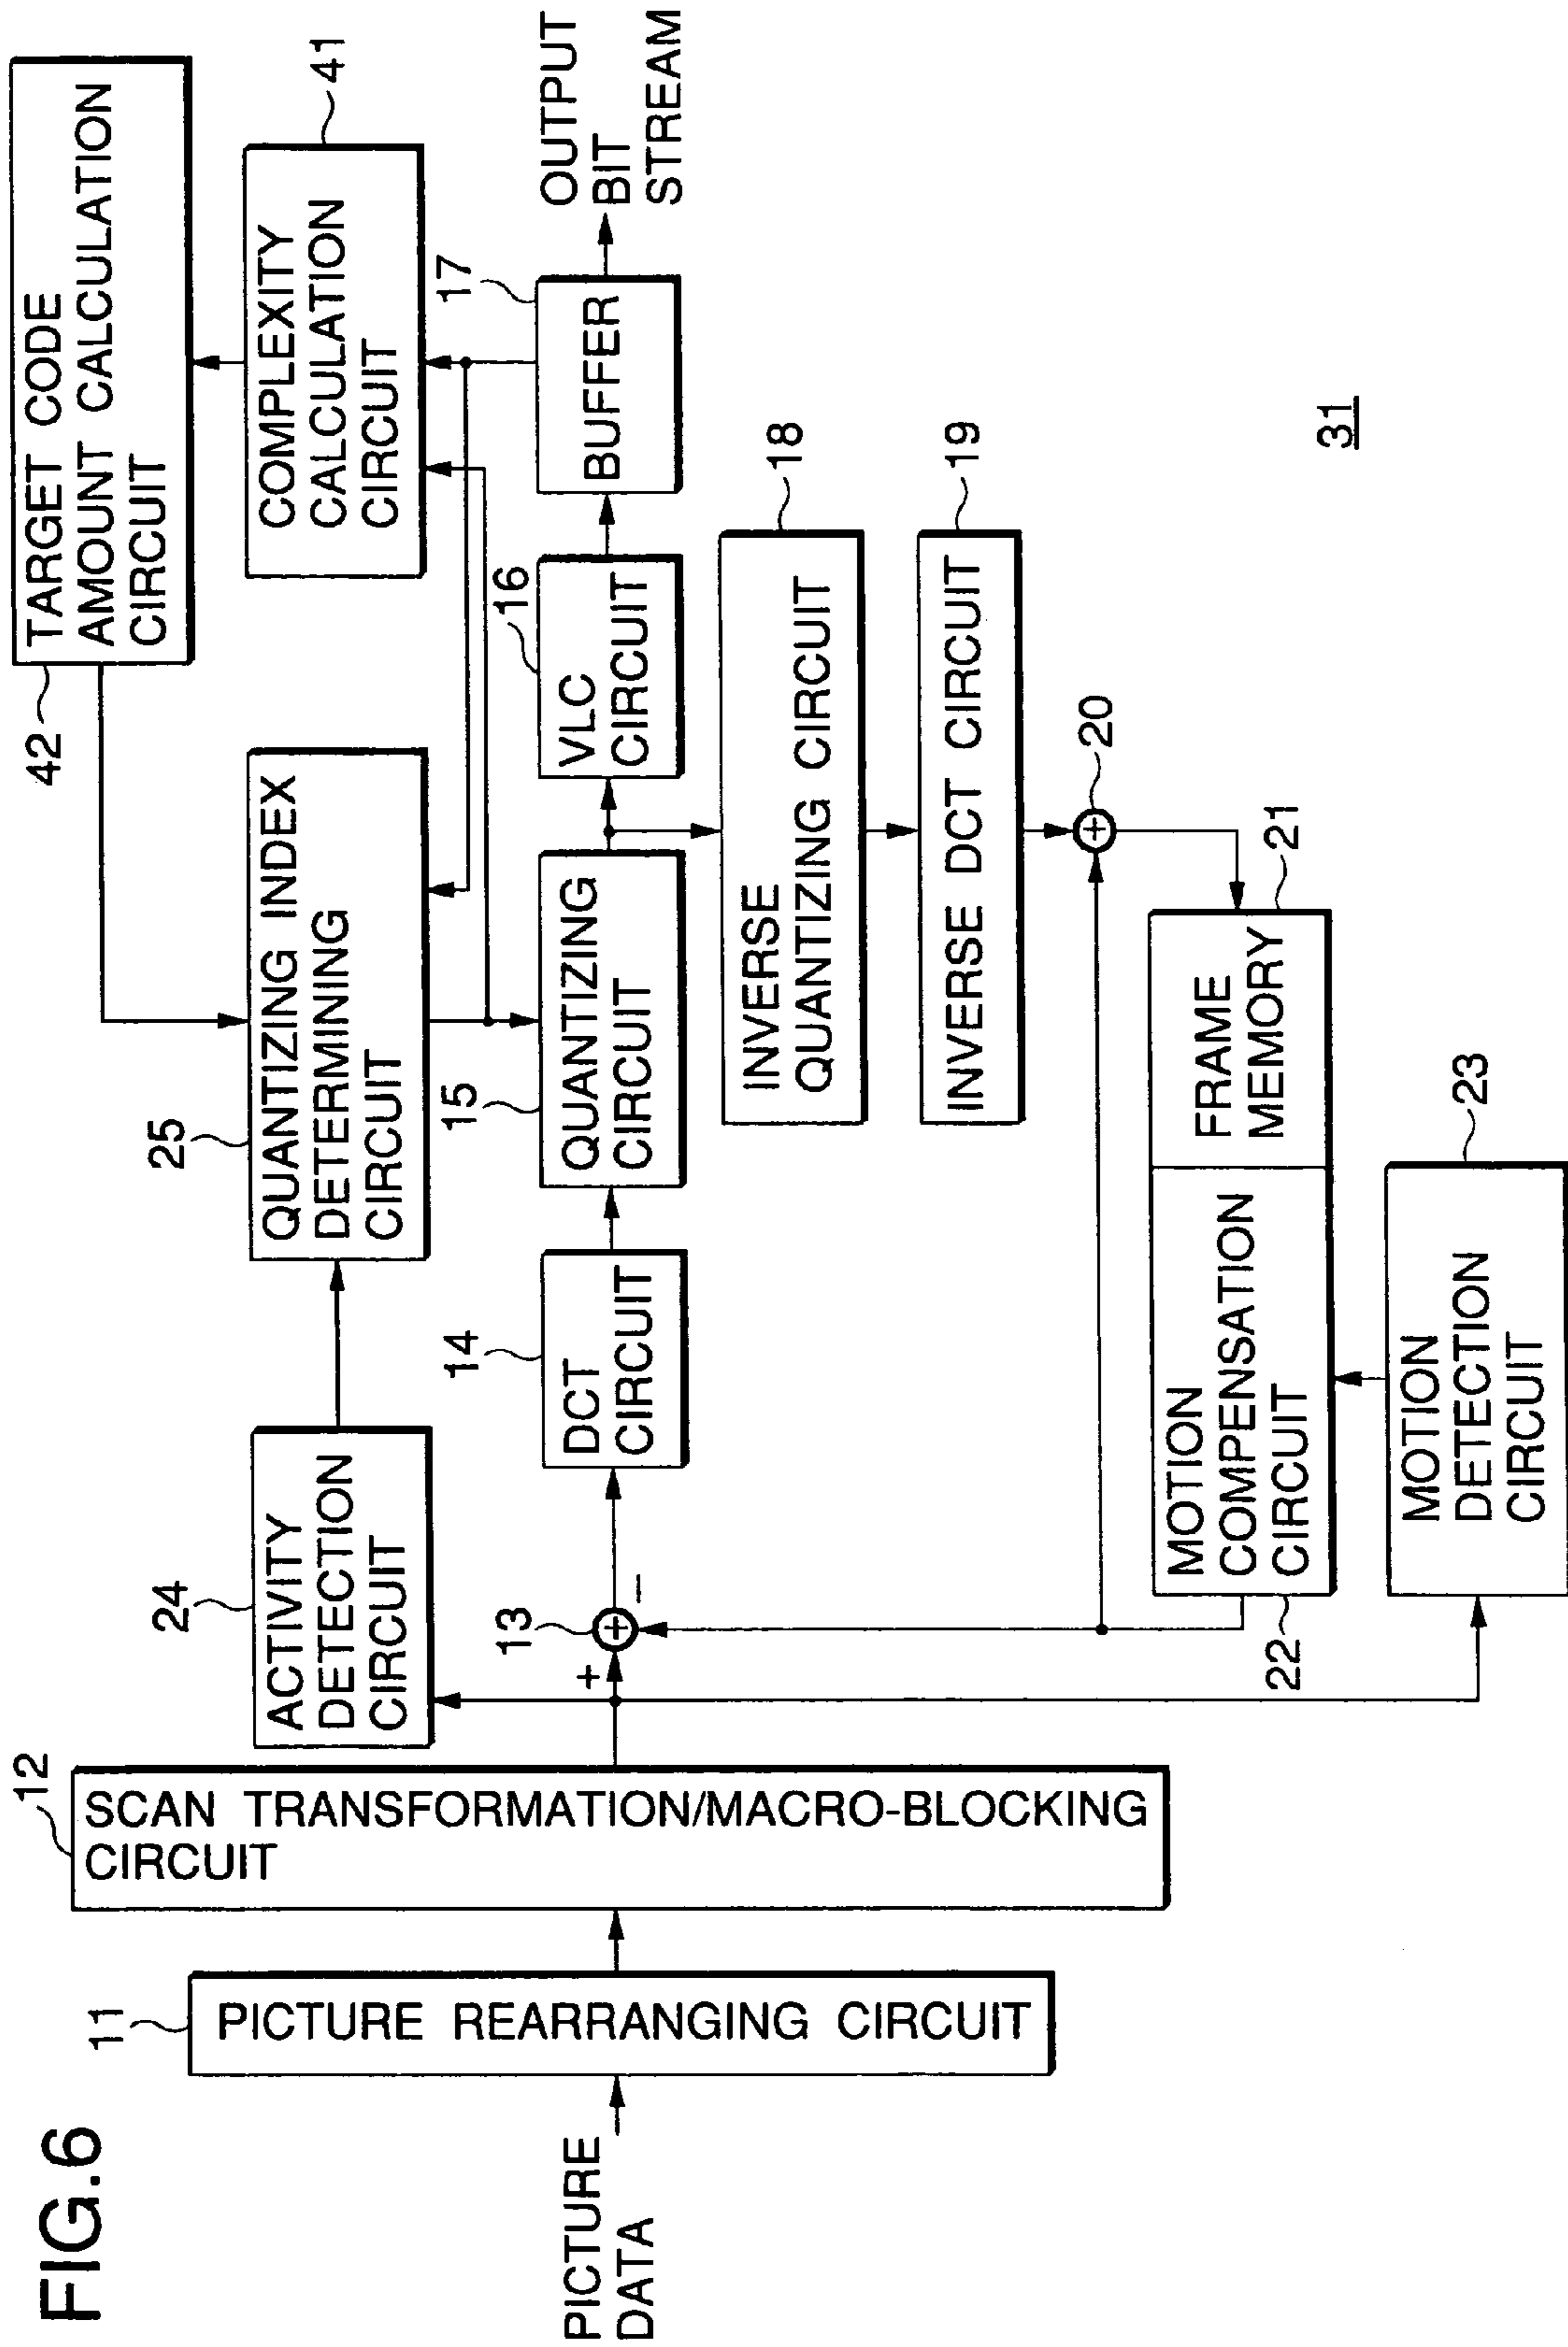 FIG.6
42
TARGET CODE
AMOUNT CALCULATION
CIRCUIT
24
ACTIVITY
DETECTION
CIRCUIT
25
QUANTIZING INDEX
DETERMINING
CIRCUIT
COMPLEXITY
CALCULATION
CIRCUIT
41
PICTURE
DATA
11
PICTURE REARRANGING CIRCUIT
12
SCAN TRANSFORMATION/MACRO-BLOCKING
CIRCUIT
13
+
+
−
14
DCT
CIRCUIT
15
QUANTIZING
CIRCUIT
16
VLC
CIRCUIT
17
BUFFER
OUTPUT
BIT
STREAM
INVERSE
QUANTIZING CIRCUIT
18
INVERSE DCT CIRCUIT
19
+
20
22
MOTION
COMPENSATION
CIRCUIT
FRAME
MEMORY
21
MOTION
DETECTION
CIRCUIT
23
31